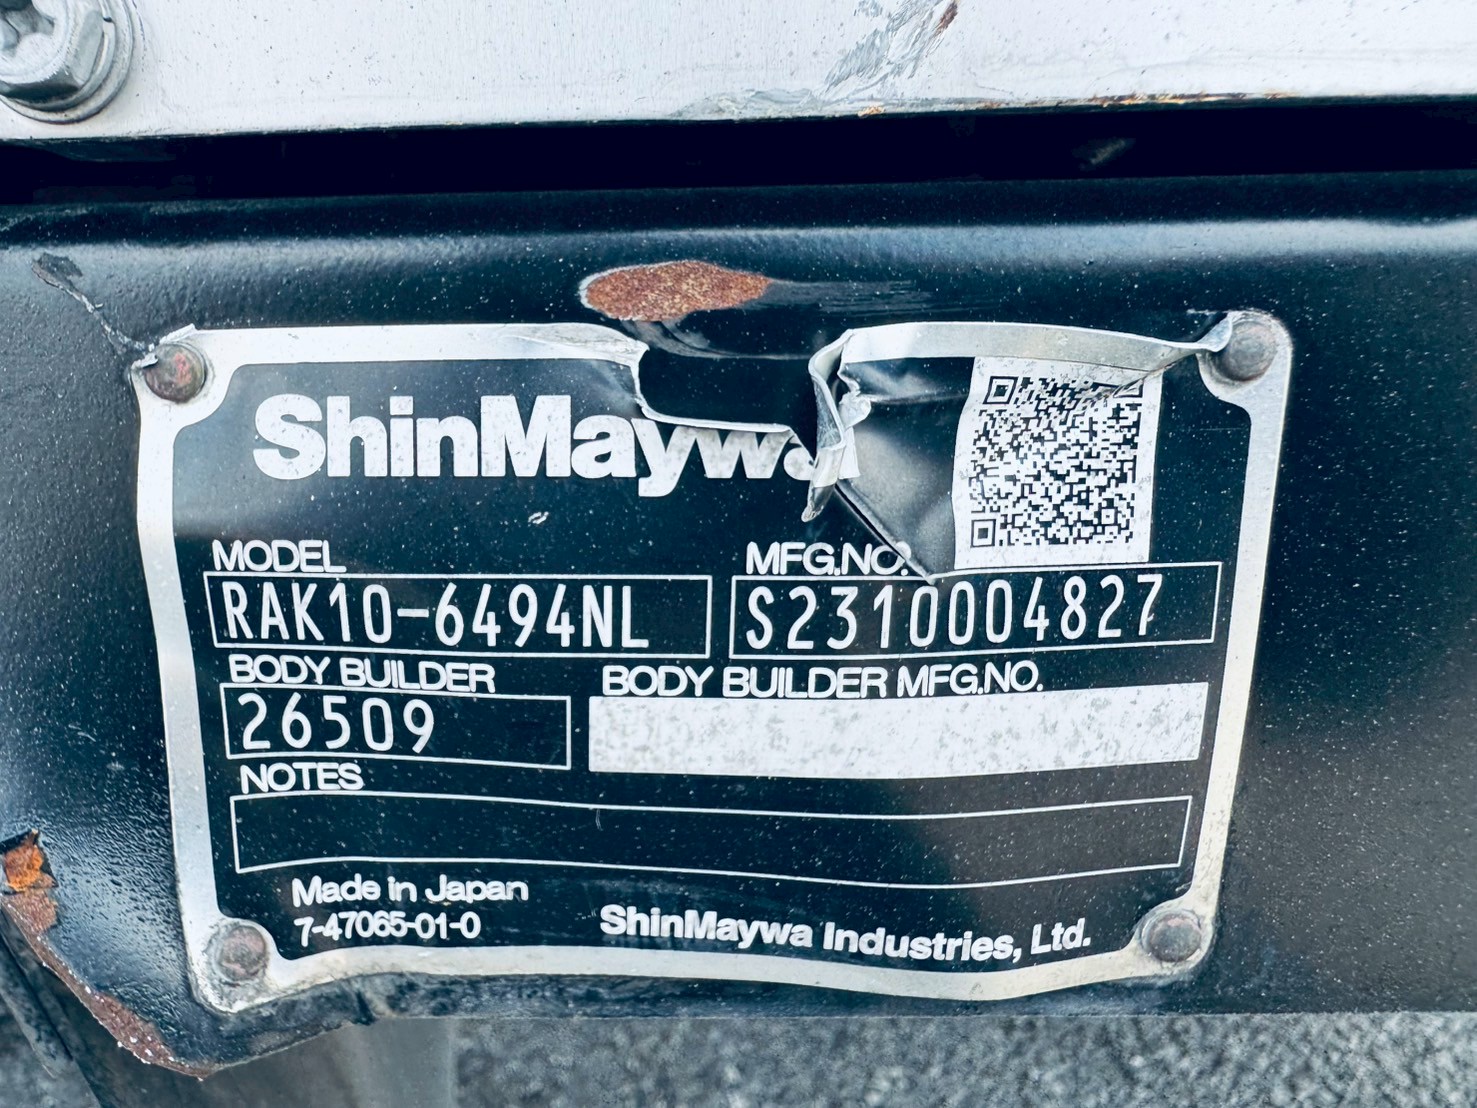 ShinMaywa
MODEL MFG.NO.
RAK10-6494NL S2310004827
BODY BUILDER BODY BUILDER MFG.NO.
26509
NOTES
Made in Japan
7-47065-01-0 ShinMaywa Industries, Ltd.